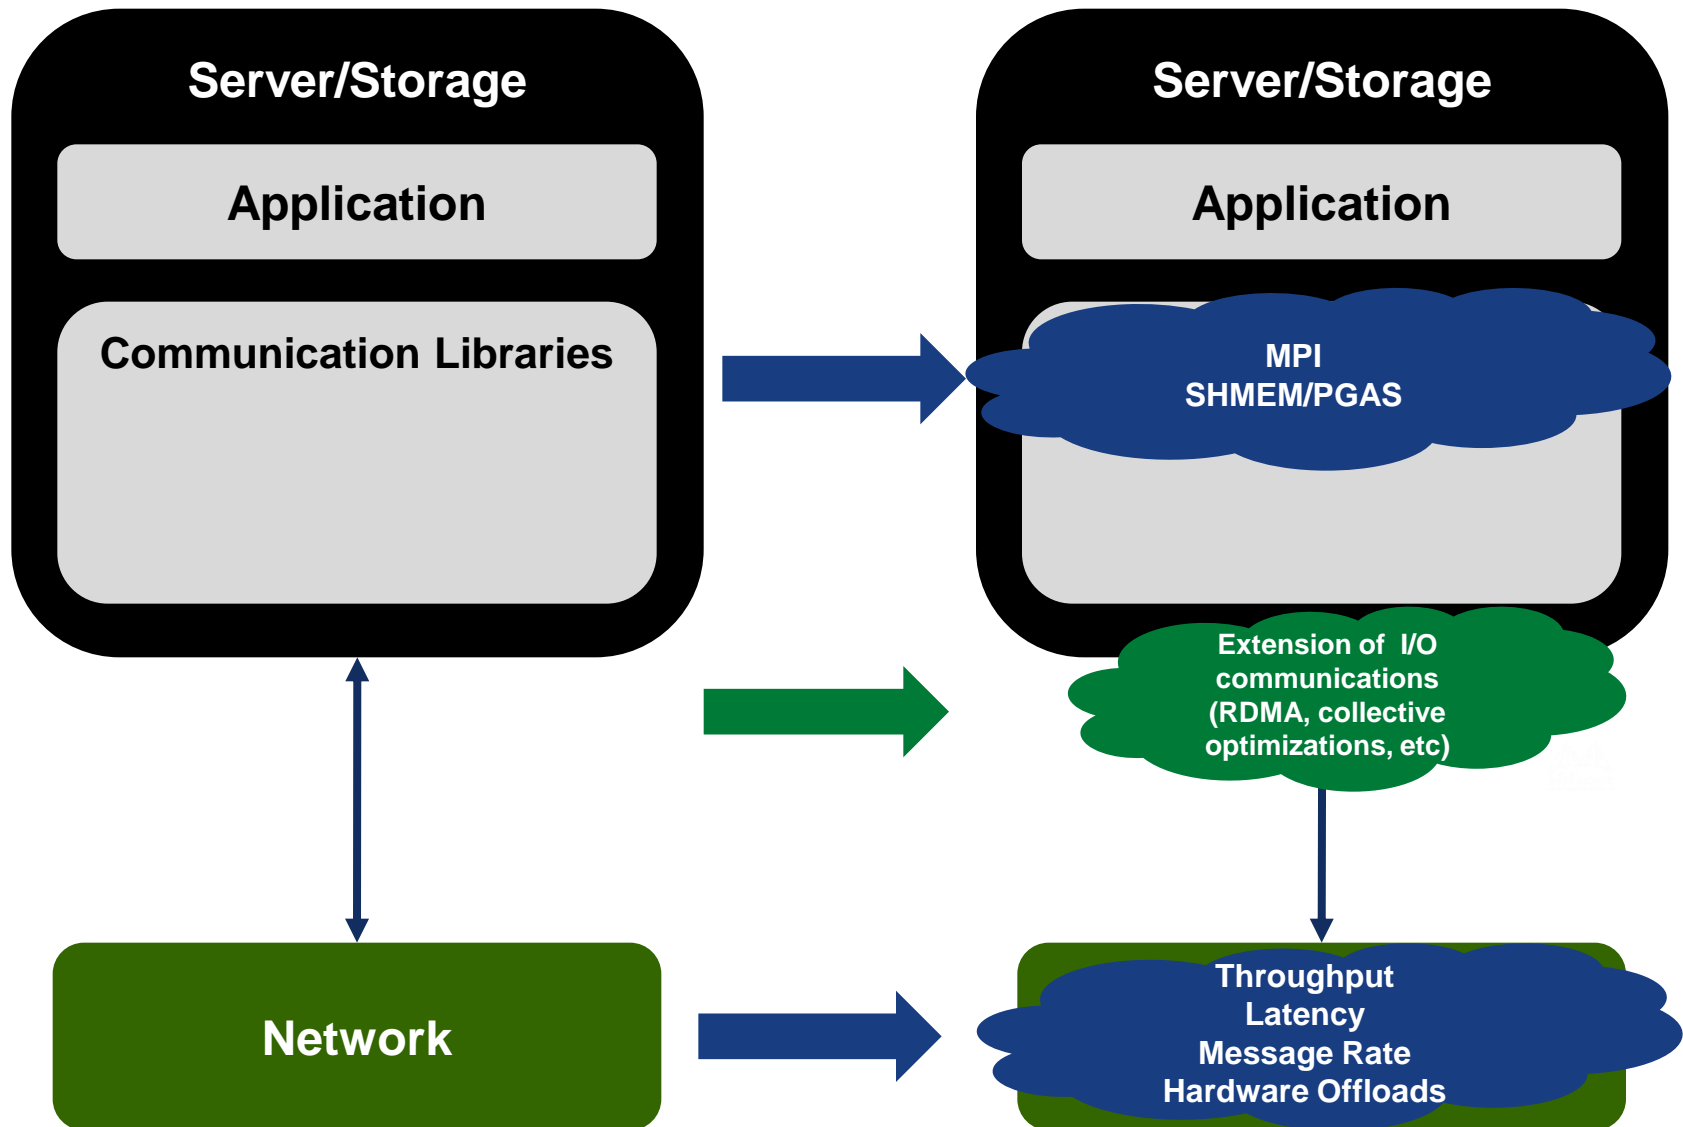 Server/Storage
Application
Communication Libraries
Network
Server/Storage
Application
MPI
SHMEM/PGAS
Extension of  I/O
communications
(RDMA, collective
optimizations, etc)
Throughput
Latency
Message Rate
Hardware Offloads